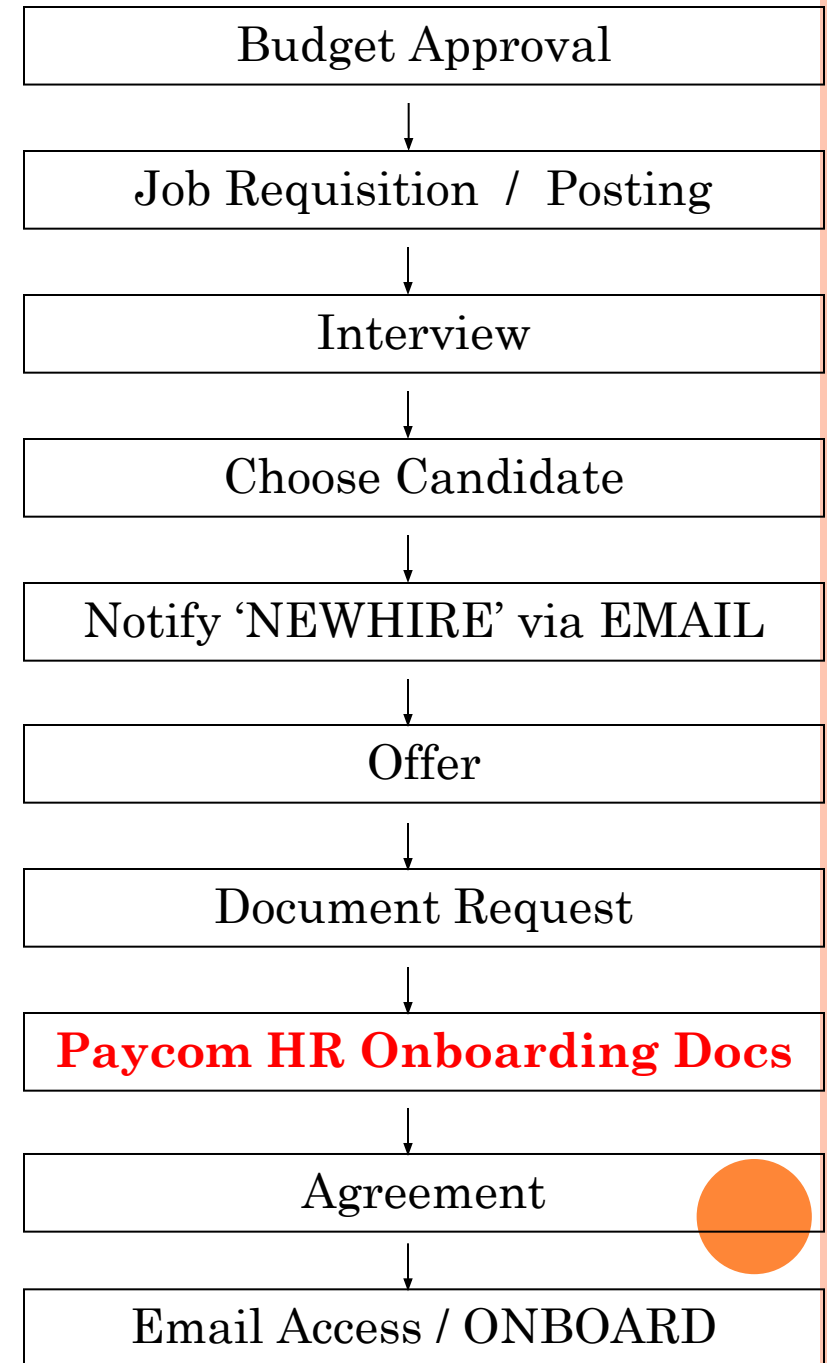 Budget Approval
Job Requisition / Posting
Interview
Choose Candidate
Notify ‘NEWHIRE’ via EMAIL
Offer
Document Request
Paycom HR Onboarding Docs
Agreement
Email Access / ONBOARD